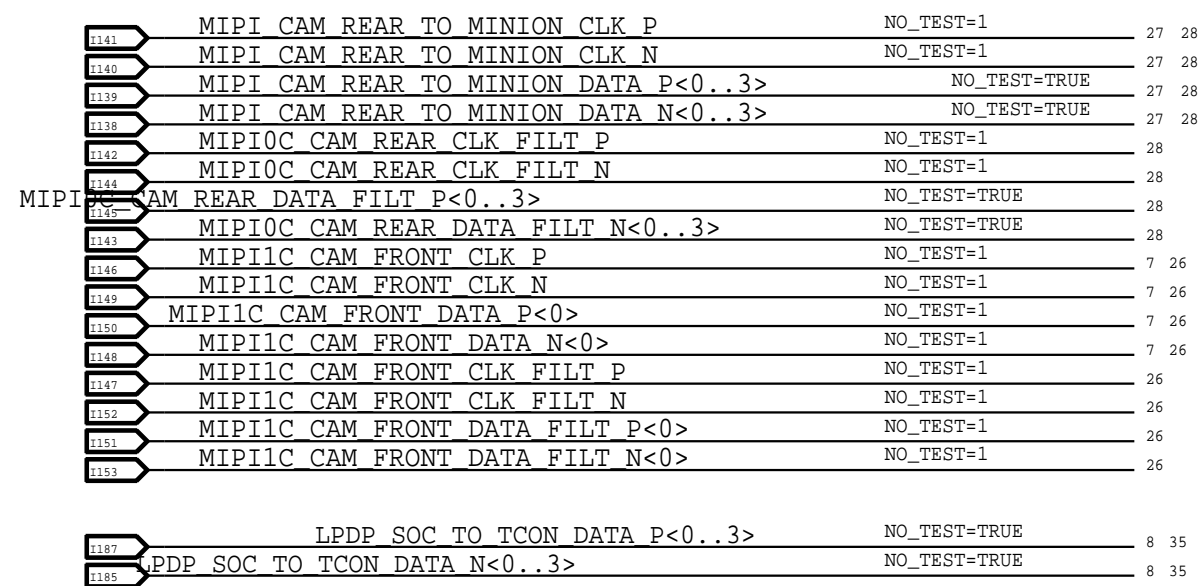 I141 MIPI_CAM_REAR_TO_MINION_CLK_P NO_TEST=1 27 28
I140 MIPI_CAM_REAR_TO_MINION_CLK_N NO_TEST=1 27 28
I139 MIPI_CAM_REAR_TO_MINION_DATA_P<0..3> NO_TEST=TRUE 27 28
I138 MIPI_CAM_REAR_TO_MINION_DATA_N<0..3> NO_TEST=TRUE 27 28
I142 MIPI0C_CAM_REAR_CLK_FILT_P NO_TEST=1 28
I144 MIPI0C_CAM_REAR_CLK_FILT_N NO_TEST=1 28
I145 MIPI0C_CAM_REAR_DATA_FILT_P<0..3> NO_TEST=TRUE 28
I143 MIPI0C_CAM_REAR_DATA_FILT_N<0..3> NO_TEST=TRUE 28
I146 MIPI1C_CAM_FRONT_CLK_P NO_TEST=1 7 26
I149 MIPI1C_CAM_FRONT_CLK_N NO_TEST=1 7 26
I150 MIPI1C_CAM_FRONT_DATA_P<0> NO_TEST=1 7 26
I148 MIPI1C_CAM_FRONT_DATA_N<0> NO_TEST=1 7 26
I147 MIPI1C_CAM_FRONT_CLK_FILT_P NO_TEST=1 26
I152 MIPI1C_CAM_FRONT_CLK_FILT_N NO_TEST=1 26
I151 MIPI1C_CAM_FRONT_DATA_FILT_P<0> NO_TEST=1 26
I153 MIPI1C_CAM_FRONT_DATA_FILT_N<0> NO_TEST=1 26
I187 LPDP_SOC_TO_TCON_DATA_P<0..3> NO_TEST=TRUE 8 35
I185 LPDP_SOC_TO_TCON_DATA_N<0..3> NO_TEST=TRUE 8 35